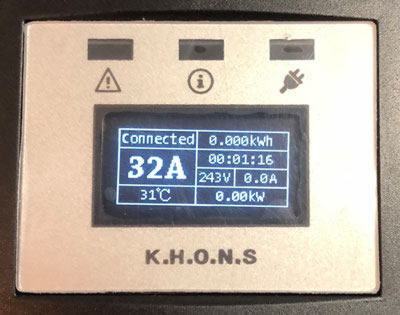 Connected 0.000kWh
00:01:16
32A
243V 0.0A
31℃ 0.00kW
K.H.O.N.S